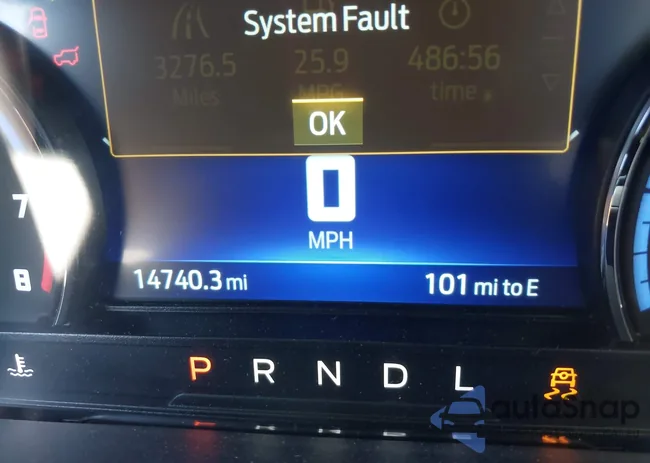 System Fault
3276.5 25.9 486:56
Miles MPG time
OK
0
MPH
7
8
14740.3 mi 101 mi to E
P R N D L
autoSnap